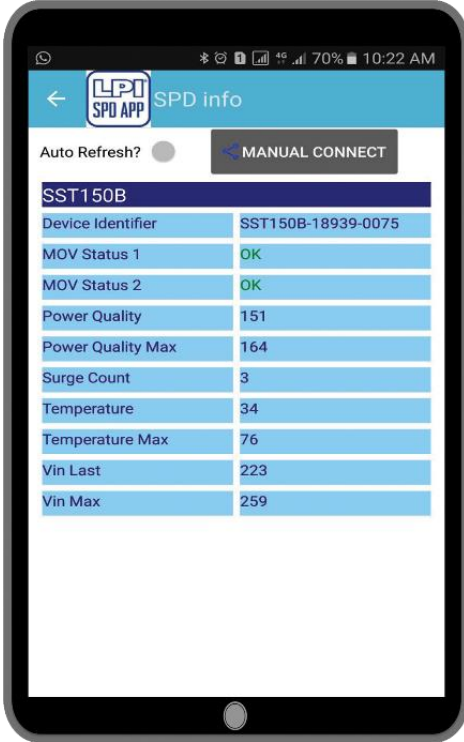 4G 70% 10:22 AM
LPI
SPD APP
SPD info
Auto Refresh? MANUAL CONNECT
SST150B
Device Identifier SST150B-18939-0075
MOV Status 1 OK
MOV Status 2 OK
Power Quality 151
Power Quality Max 164
Surge Count 3
Temperature 34
Temperature Max 76
Vin Last 223
Vin Max 259